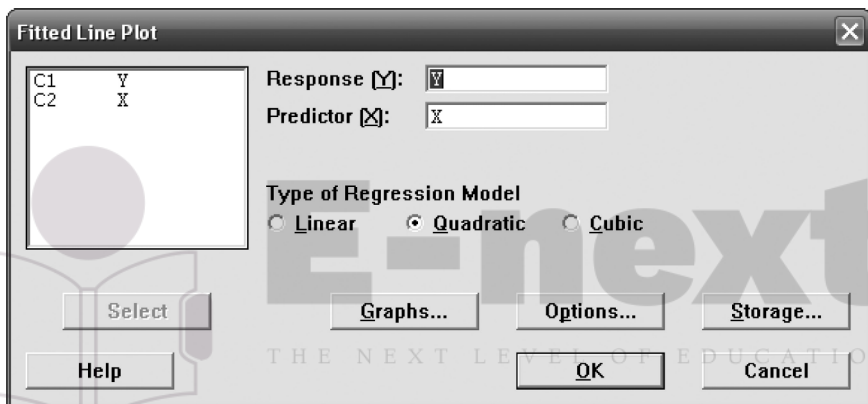 Fitted Line Plot
C1 Y
C2 X
Response (Y): Y
Predictor (X): X
Type of Regression Model
Linear Quadratic Cubic
E-next
Select Graphs... Options... Storage...
THE NEXT LEVEL OF EDUCATIO
Help OK Cancel